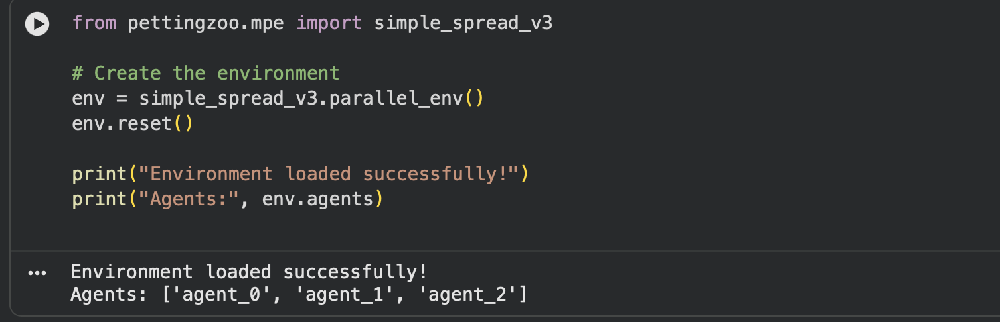 from pettingzoo.mpe import simple_spread_v3
# Create the environment
env = simple_spread_v3.parallel_env()
env.reset()
print("Environment loaded successfully!")
print("Agents:", env.agents)
Environment loaded successfully!
Agents: ['agent_0', 'agent_1', 'agent_2']